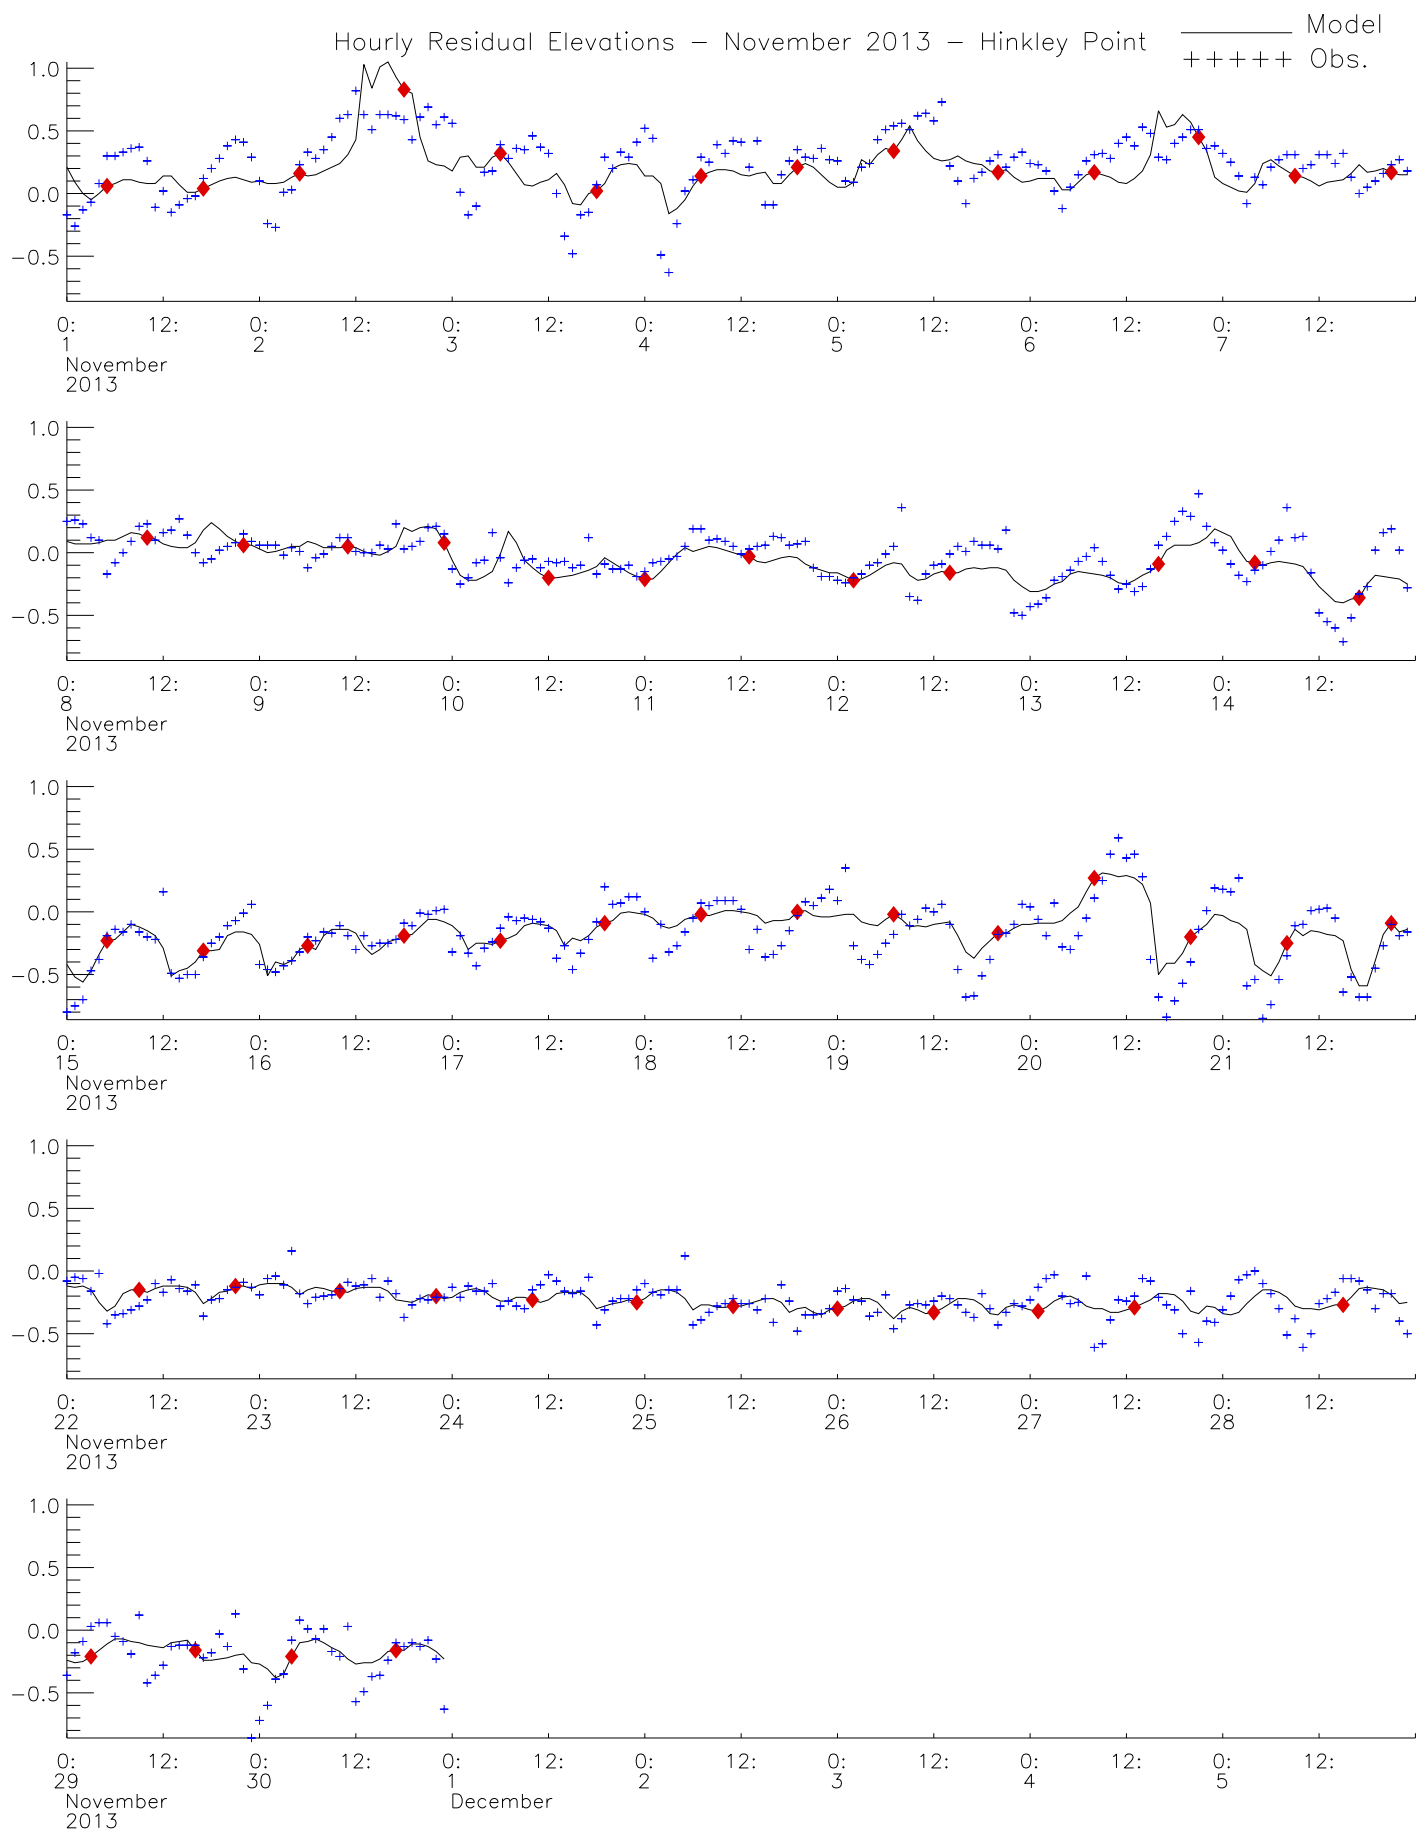 Hourly Residual Elevations – November 2013 – Hinkley Point
Model
+++++ Obs.
1.0
0.5
0.0
−0.5
0: 12: 0: 12: 0: 12: 0: 12: 0: 12: 0: 12: 0: 12:
1 2 3 4 5 6 7
November
2013
1.0
0.5
0.0
−0.5
0: 12: 0: 12: 0: 12: 0: 12: 0: 12: 0: 12: 0: 12:
8 9 10 11 12 13 14
November
2013
1.0
0.5
0.0
−0.5
0: 12: 0: 12: 0: 12: 0: 12: 0: 12: 0: 12: 0: 12:
15 16 17 18 19 20 21
November
2013
1.0
0.5
0.0
−0.5
0: 12: 0: 12: 0: 12: 0: 12: 0: 12: 0: 12: 0: 12:
22 23 24 25 26 27 28
November
2013
1.0
0.5
0.0
−0.5
0: 12: 0: 12: 0: 12: 0: 12: 0: 12: 0: 12: 0: 12:
29 30 1 2 3 4 5
November December
2013